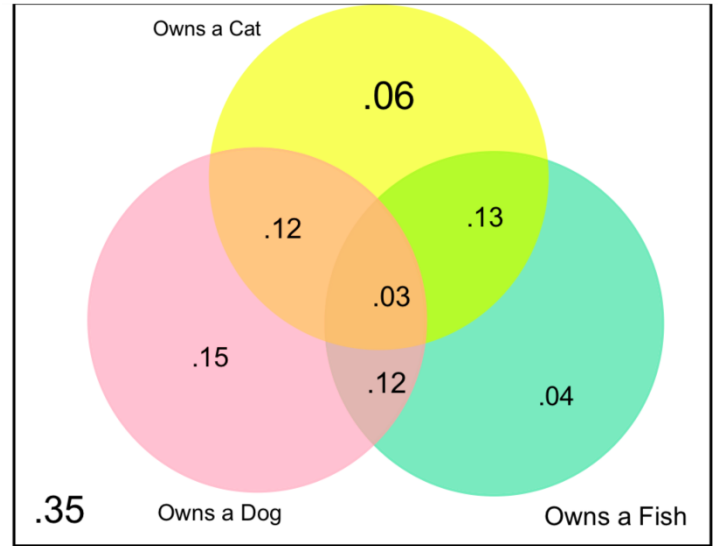 Owns a Cat
.06
.12
.13
.03
.15
.12
.04
.35
Owns a Dog
Owns a Fish